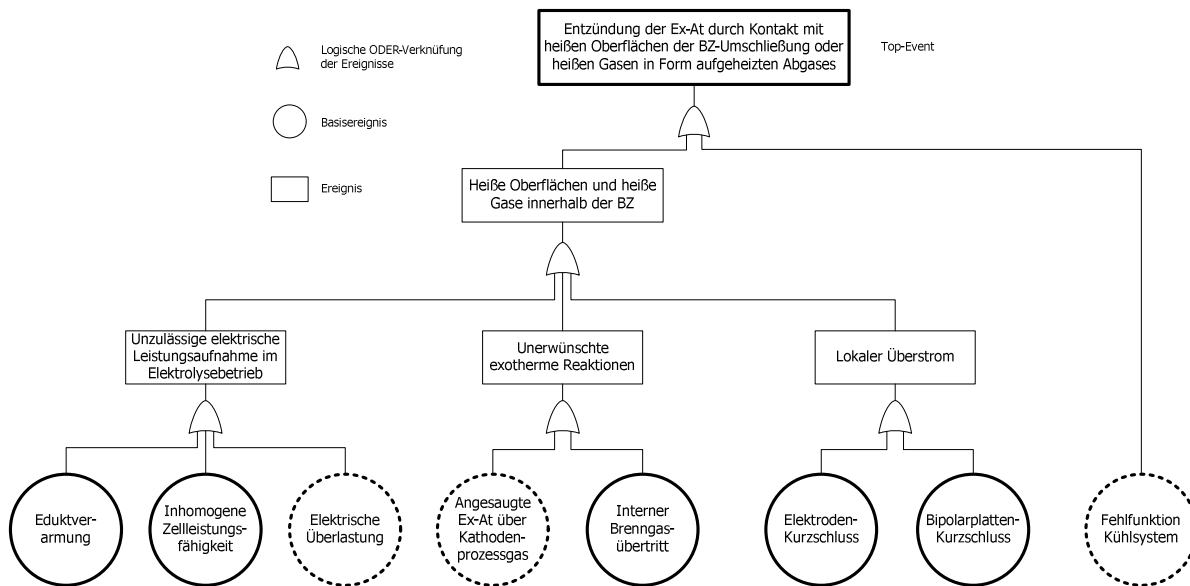 Entzündung der Ex-At durch Kontakt mit
heißen Oberflächen der BZ-Umschließung oder
heißen Gasen in Form aufgeheizten Abgases
Top-Event
Logische ODER-Verknüfung
der Ereignisse
Basisereignis
Ereignis
Heiße Oberflächen und heiße
Gase innerhalb der BZ
Unzulässige elektrische
Leistungsaufnahme im
Elektrolysebetrieb
Unerwünschte
exotherme Reaktionen
Lokaler Überstrom
Eduktver-
armung
Inhomogene
Zellleistungs-
fähigkeit
Elektrische
Überlastung
Angesaugte
Ex-At über
Kathoden-
prozessgas
Interner
Brenngas-
übertritt
Elektroden-
Kurzschluss
Bipolarplatten-
Kurzschluss
Fehlfunktion
Kühlsystem